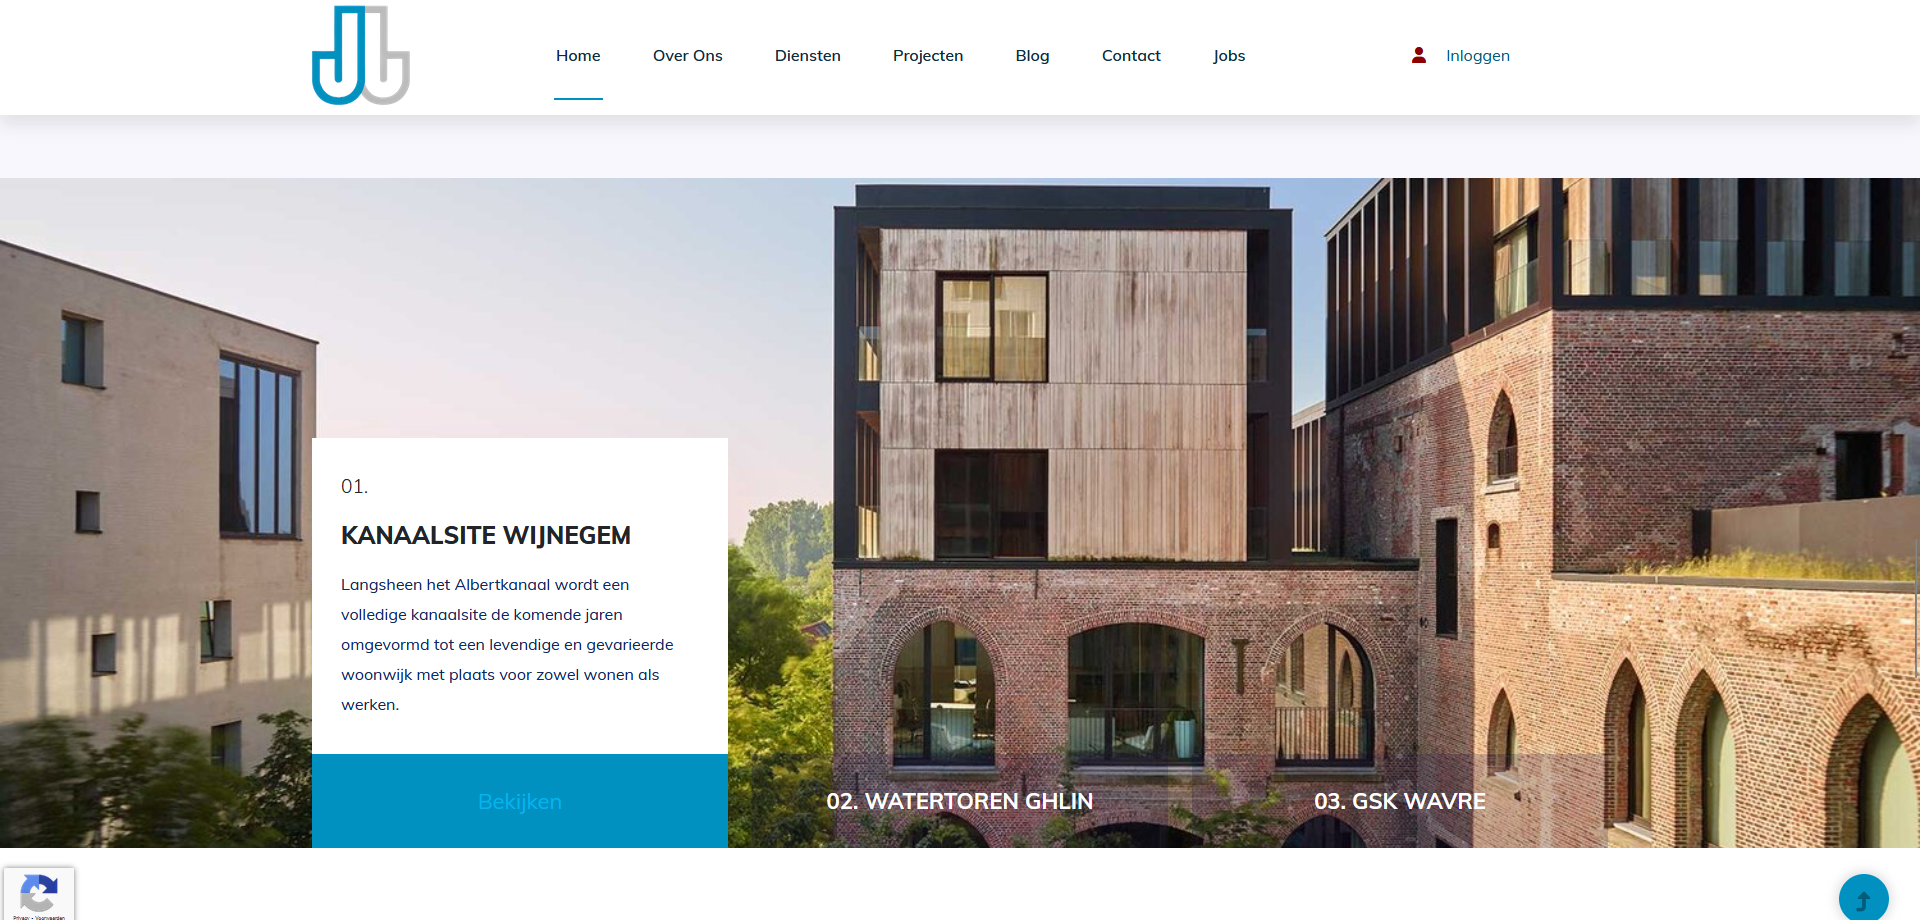 Home Over Ons Diensten Projecten Blog Contact Jobs Inloggen
01.
KANAALSITE WIJNEGEM
Langsheen het Albertkanaal wordt een
volledige kanaalsite de komende jaren
omgevormd tot een levendige en gevarieerde
woonwijk met plaats voor zowel wonen als
werken.
Bekijken
02. WATERTOREN GHLIN
03. GSK WAVRE
Privacy - Voorwaarden